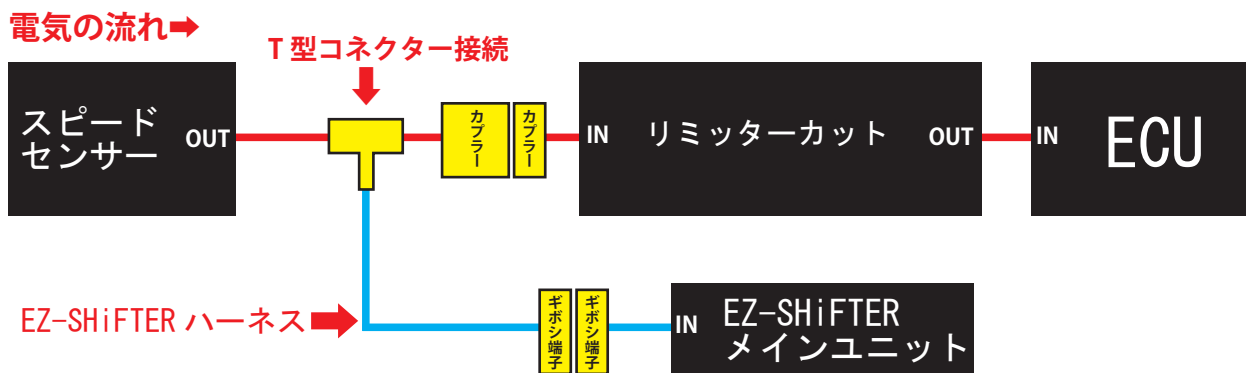 電気の流れ➡
T型コネクター接続
スピード
センサー
OUT
カプラー
カプラー
IN
リミッターカット
OUT
IN
ECU
EZ-SHiFTER ハーネス
ギボシ端子
ギボシ端子
IN
EZ-SHiFTER
メインユニット